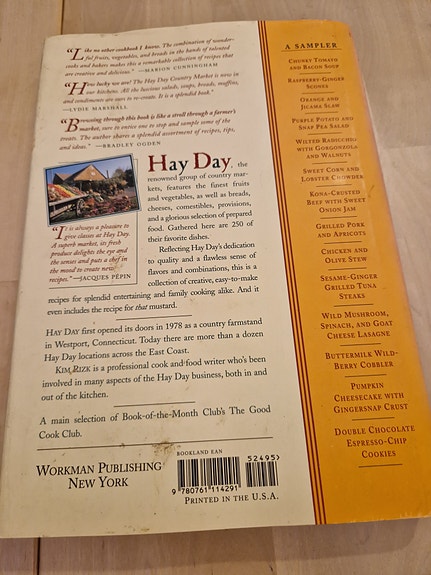 "Like no other cookbook I know. The combination of wonder-
ful fruits, vegetables, and breads in the hands of talented
cooks and bakers makes this a remarkable collection of recipes that
are creative and delicious." —MARION CUNNINGHAM
"How lucky we are! The Hay Day Country Market is now in
our kitchens. All the luscious salads, soups, breads, muffins,
and condiments are ours to re-create. It is a splendid book."
—LYDIE MARSHALL
"Browsing through this book is like a stroll through a farmer's
market, sure to entice one to stop and sample some of the
treats. The author shares a splendid assortment of recipes, tips,
and ideas." —BRADLEY OGDEN
"It is always a pleasure to
give classes at Hay Day.
A superb market, its fresh
produce delights the eye and
the senses and puts a chef in
the mood to create new
recipes." —JACQUES PÉPIN
HAY DAY, the
renowned group of country mar-
kets, features the finest fruits
and vegetables, as well as breads,
cheeses, comestibles, provisions,
and a glorious selection of prepared
food. Gathered here are 250 of
their favorite dishes.
Reflecting Hay Day's dedication
to quality and a flawless sense of
flavors and combinations, this is a
collection of creative, easy-to-make
recipes for splendid entertaining and family cooking alike. And it
even includes the recipe for that mustard.
HAY DAY first opened its doors in 1978 as a country farmstand
in Westport, Connecticut. Today there are more than a dozen
Hay Day locations across the East Coast.
KIM RIZK is a professional cook and food writer who's been
involved in many aspects of the Hay Day business, both in and
out of the kitchen.
A main selection of Book-of-the-Month Club's The Good
Cook Club.
WORKMAN PUBLISHING
NEW YORK
BOOKLAND EAN
52495>
9 780761 114291
PRINTED IN THE U.S.A.
A SAMPLER
CHUNKY TOMATO
AND BACON SOUP
RASPBERRY-GINGER
SCONES
ORANGE AND
JICAMA SLAW
PURPLE POTATO AND
SNAP PEA SALAD
WILTED RADICCHIO
WITH GORGONZOLA
AND WALNUTS
SWEET CORN AND
LOBSTER CHOWDER
KONA-CRUSTED
BEEF WITH SWEET
ONION JAM
GRILLED PORK
AND APRICOTS
CHICKEN AND
OLIVE STEW
SESAME-GINGER
GRILLED TUNA
STEAKS
WILD MUSHROOM,
SPINACH, AND GOAT
CHEESE LASAGNE
BUTTERMILK WILD-
BERRY COBBLER
PUMPKIN
CHEESECAKE WITH
GINGERSNAP CRUST
DOUBLE CHOCOLATE
ESPRESSO-CHIP
COOKIES